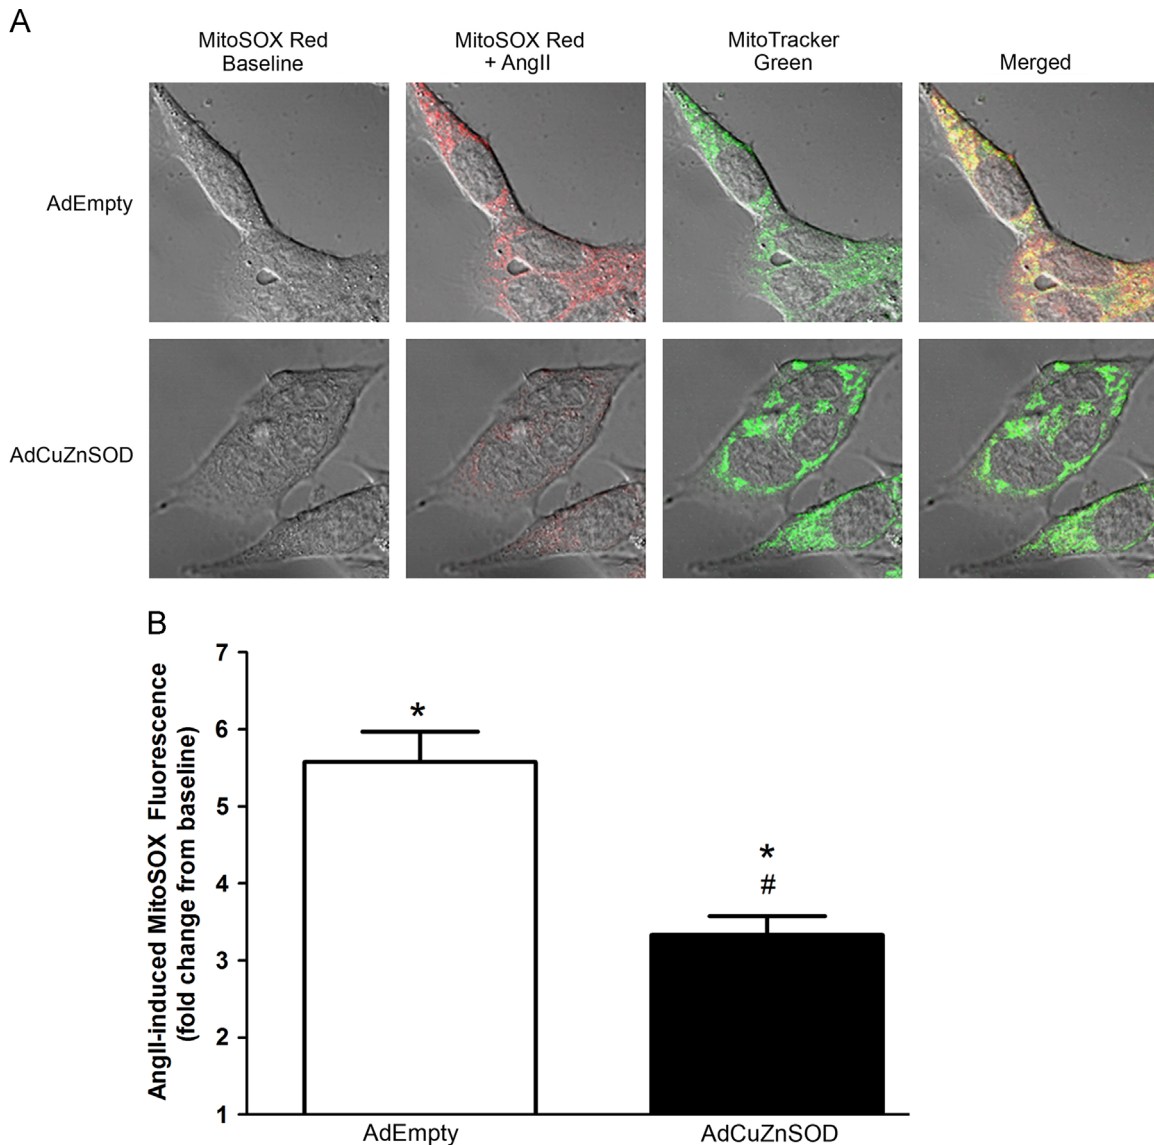 A
MitoSOX Red
Baseline
MitoSOX Red
+ AngII
MitoTracker
Green
Merged
AdEmpty
AdCuZnSOD
B
AngII-induced MitoSOX Fluorescence
(fold change from baseline)
7
6
5
4
3
2
1
*
*
#
AdEmpty
AdCuZnSOD